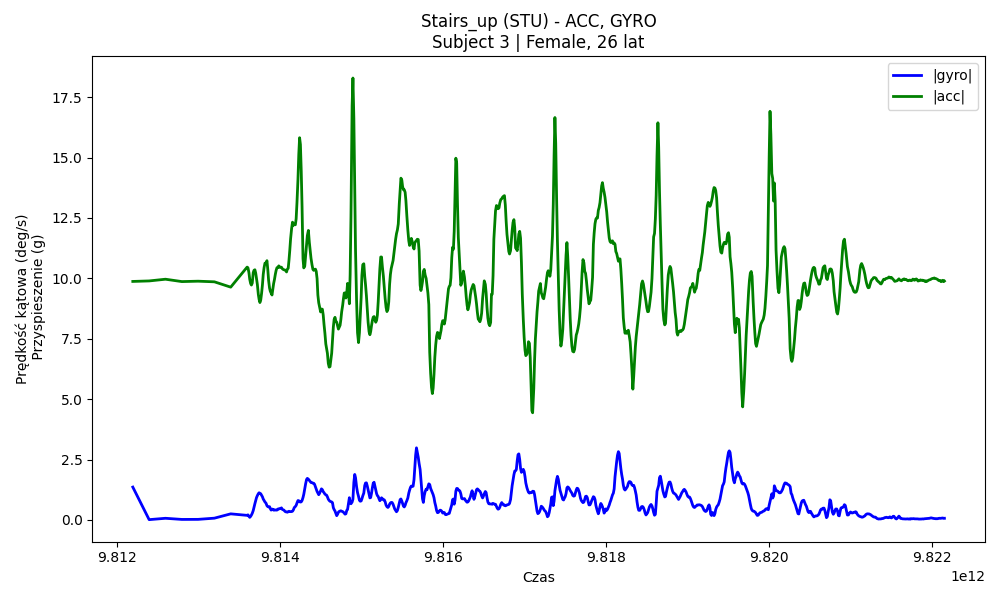 Stairs_up (STU) - ACC, GYRO
Subject 3 | Female, 26 lat
|gyro|
|acc|
17.5
15.0
12.5
10.0
7.5
5.0
2.5
0.0
Prędkość kątowa (deg/s)
Przyspieszenie (g)
9.812
9.814
9.816
9.818
9.820
9.822
1e12
Czas